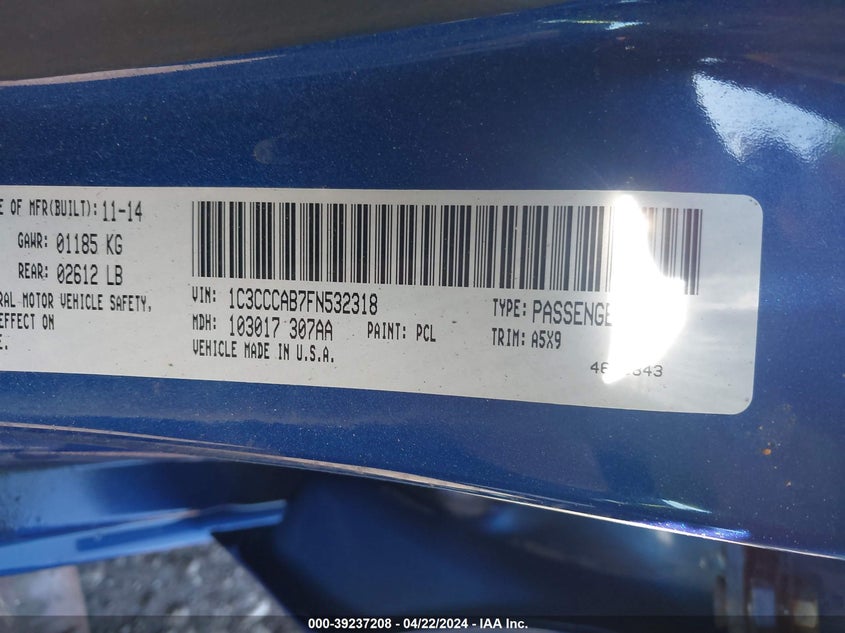 E OF MFR(BUILT): 11-14
GAWR: 01185 KG
REAR: 02612 LB
RAL MOTOR VEHICLE SAFETY,
EFFECT ON
E.
VIN: 1C3CCCAB7FN532318
TYPE: PASSENGE
MDH: 103017 307AA
PAINT: PCL
TRIM: A5X9
VEHICLE MADE IN U.S.A.
000-39237208 - 04/22/2024 - IAA Inc.